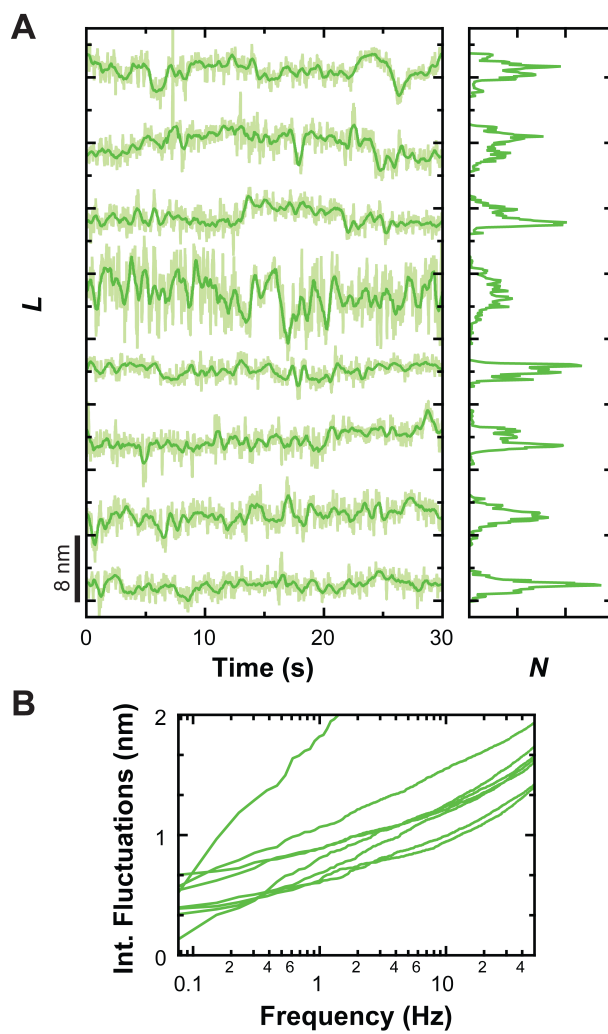 A
L
8 nm
0 10 20 30
Time (s)
N
B
2
1
0
Int. Fluctuations (nm)
2 4 6 2 4 6 2 4
0.1 1 10
Frequency (Hz)